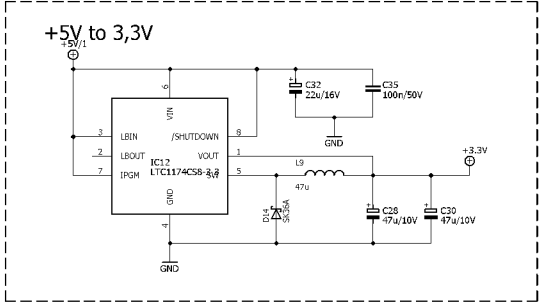 +5V to 3,3V
+5V/1
C32
22u/16V
C35
100n/50V
6
VIN
GND
3
LBIN
/SHUTDOWN
8
+3.3V
2
LBOUT
VOUT
1
IC12
LTC1174CS8-3.3
L9
7
IPGM
SW
5
47u
GND
D14
SK36A
C28
47u/10V
C30
47u/10V
4
GND